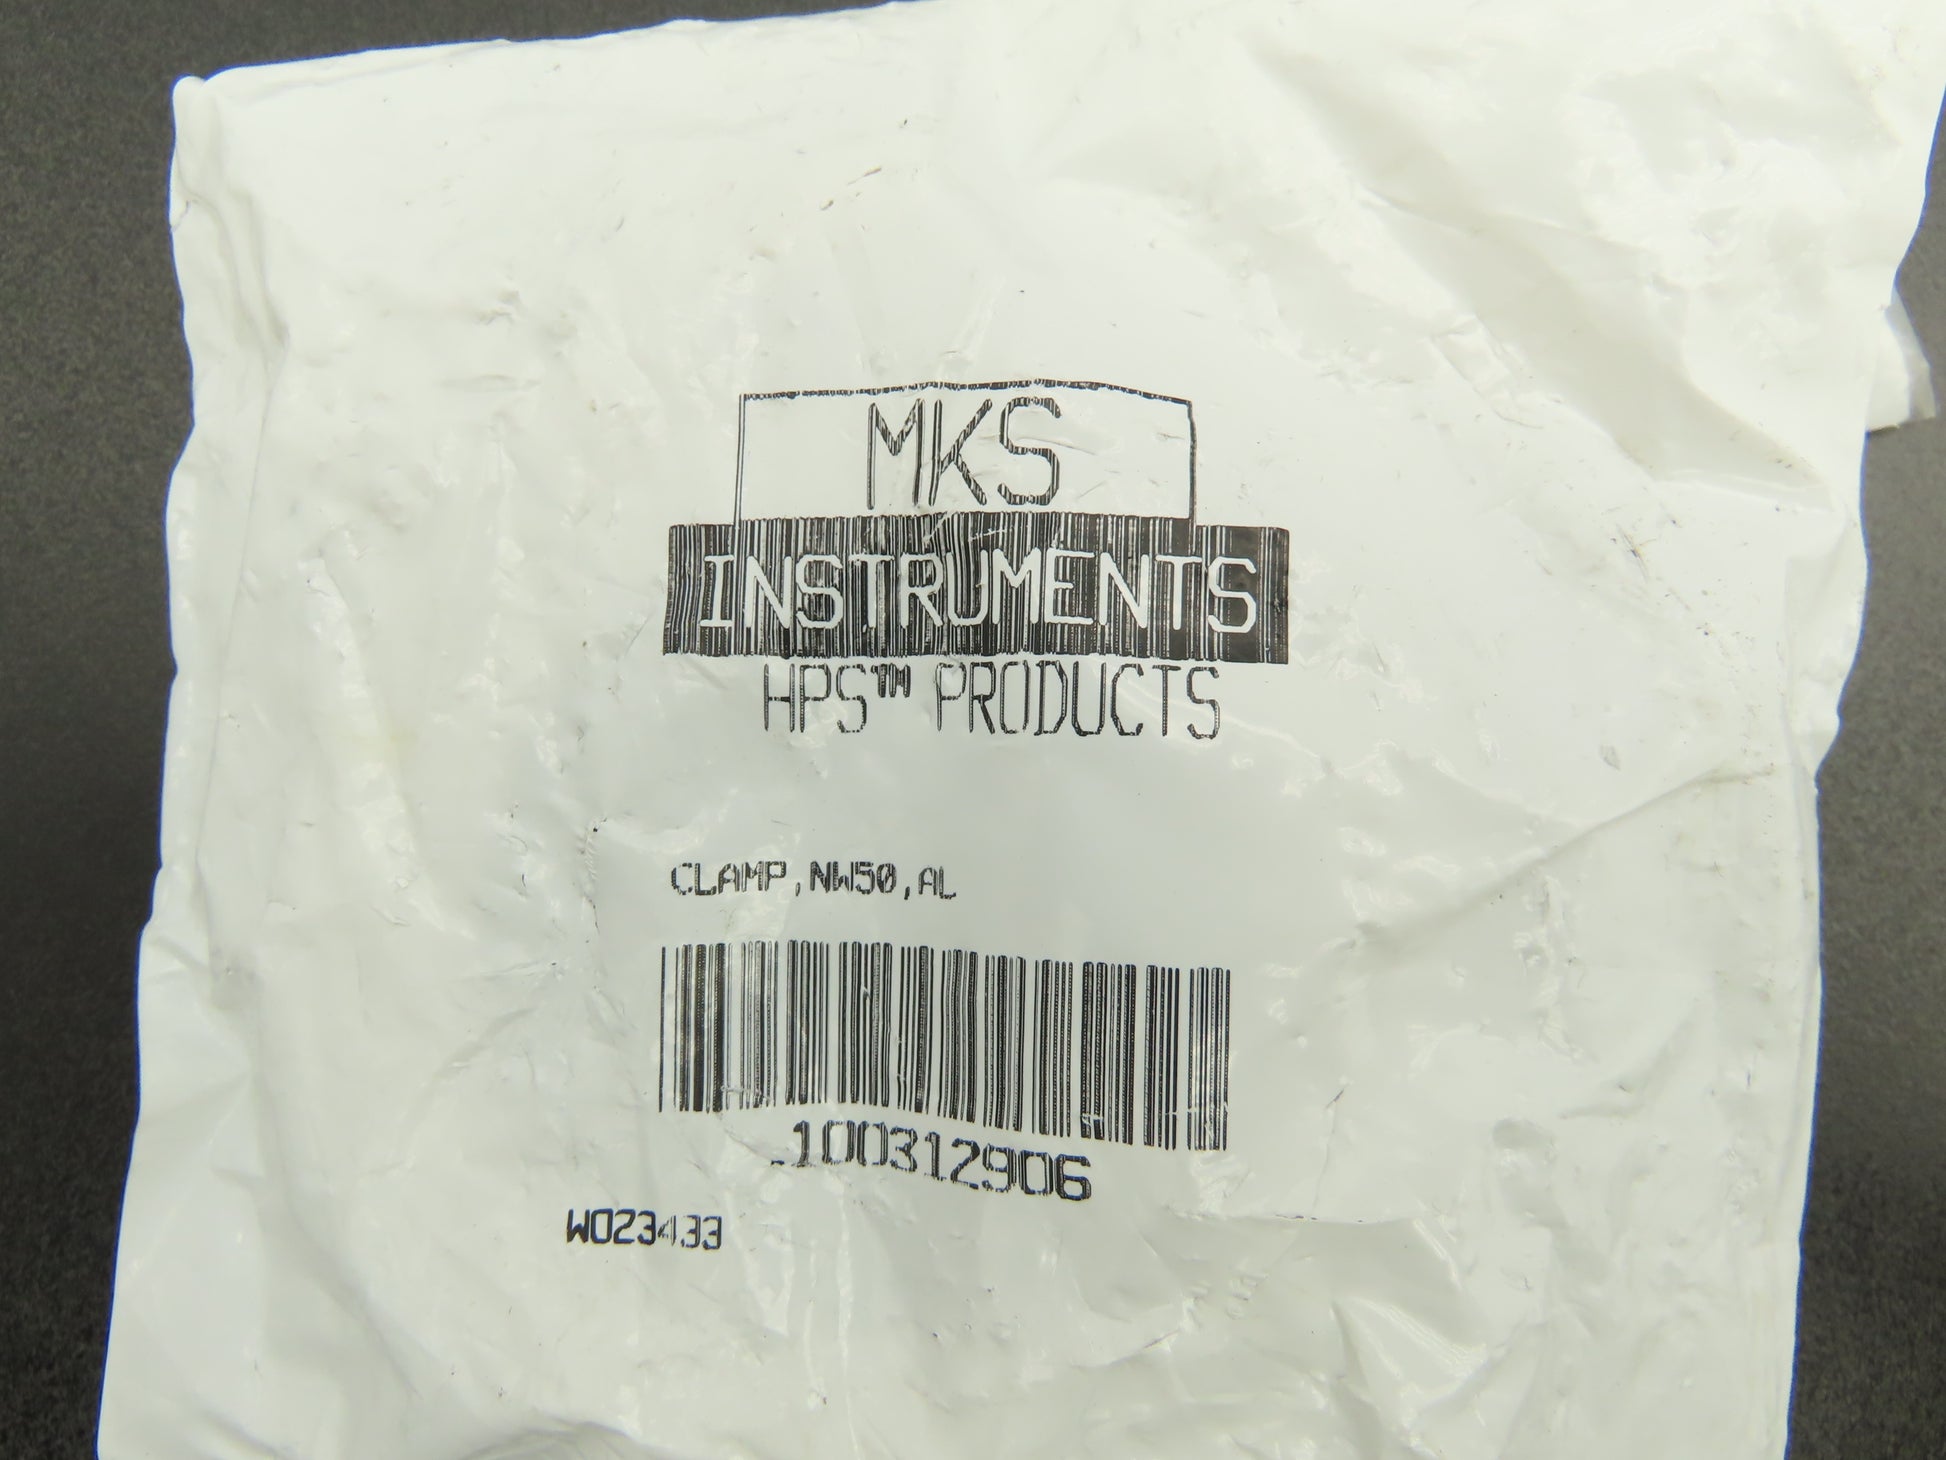 MKS
INSTRUMENTS
HPS™ PRODUCTS
CLAMP,NW50,AL
100312906
W023433